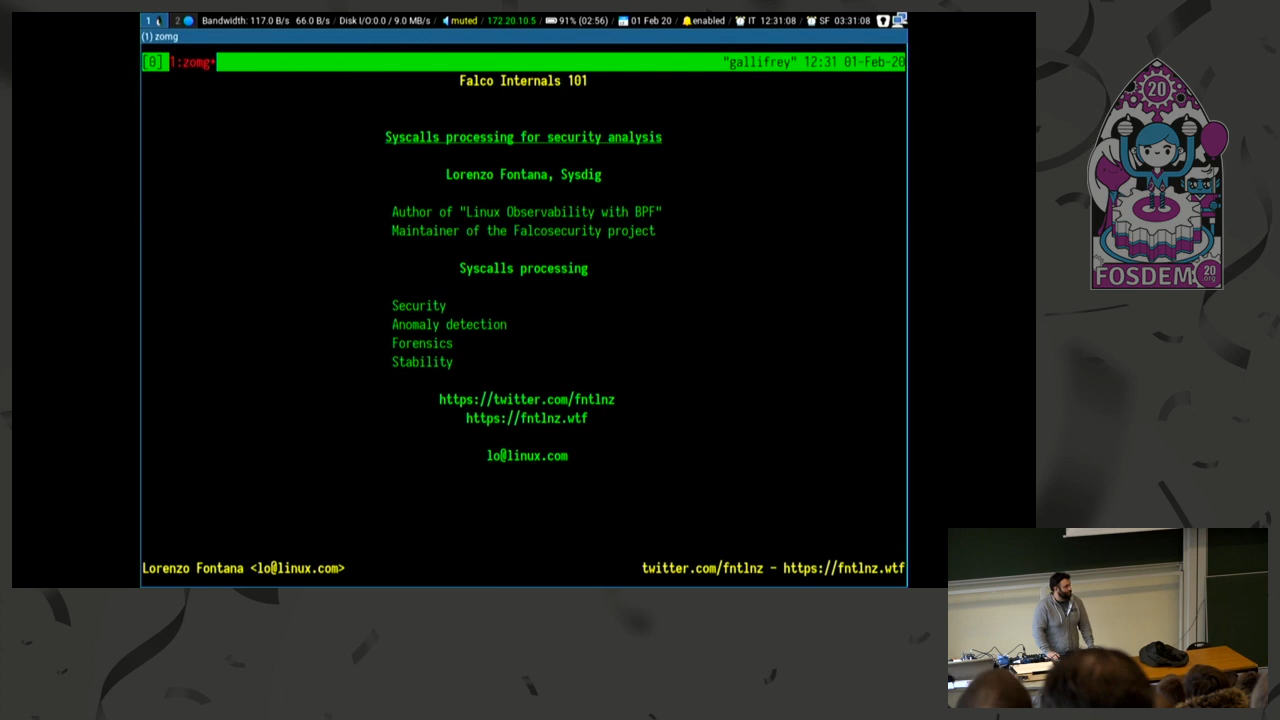 1 2 Bandwidth: 117.0 B/s 66.0 B/s / Disk I/O:0.0 / 9.0 MB/s / muted / 172.20.10.5 / 91% (02:56) / 01 Feb 20 / enabled / IT 12:31:08 / SF 03:31:08
(1) zomg
[0] 1:zomg* "gallifrey" 12:31 01-Feb-20
Falco Internals 101
Syscalls processing for security analysis
Lorenzo Fontana, Sysdig
Author of "Linux Observability with BPF"
Maintainer of the Falcosecurity project
Syscalls processing
Security
Anomaly detection
Forensics
Stability
https://twitter.com/fntlnz
https://fntlnz.wtf
lo@linux.com
Lorenzo Fontana <lo@linux.com> twitter.com/fntlnz - https://fntlnz.wtf
20
FOSDEM 20
.org